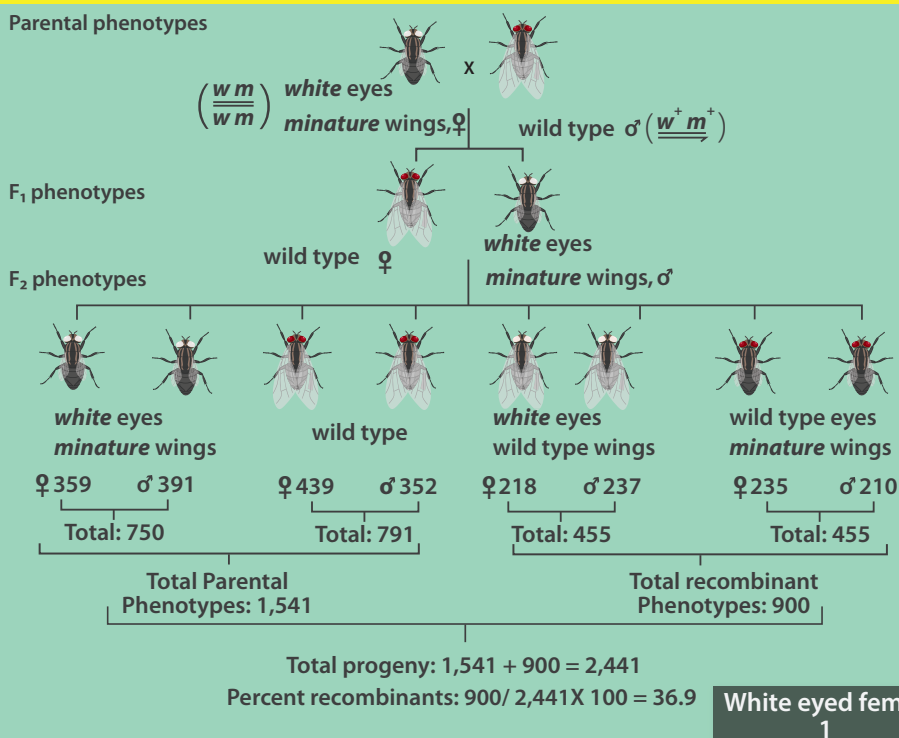 Parental phenotypes
X
( w m / w m ) white eyes
minature wings,♀
wild type ♂ ( w⁺ m⁺ )
F₁ phenotypes
wild type ♀
white eyes
minature wings, ♂
F₂ phenotypes
white eyes
minature wings
wild type
white eyes
wild type wings
wild type eyes
minature wings
♀359 ♂391
♀439 ♂352
♀218 ♂237
♀235 ♂210
Total: 750
Total: 791
Total: 455
Total: 455
Total Parental
Phenotypes: 1,541
Total recombinant
Phenotypes: 900
Total progeny: 1,541 + 900 = 2,441
Percent recombinants: 900/ 2,441X 100 = 36.9
White eyed fem
1